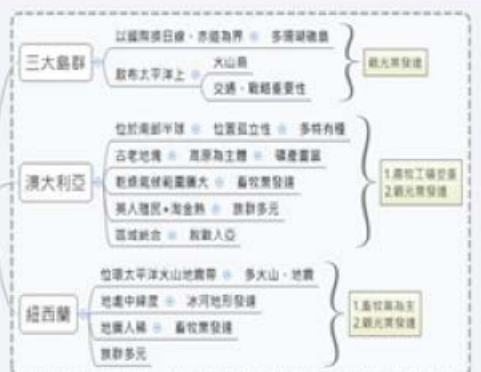 三大島群
以國際換日線、赤道為界 多珊瑚礁島
散布太平洋上
火山島
交通、戰略重要性
觀光業發達
澳大利亞
位於南部半球 位置孤立性 多特有種
古老地塊 高原為主體 礦產豐富
乾燥氣候範圍廣大 畜牧業發達
英人殖民+淘金熱 族群多元
區域統合 脫歐入亞
1.農牧工礦並重
2.觀光業發達
紐西蘭
位環太平洋火山地震帶 多火山、地震
地處中緯度 冰河地形發達
地廣人稀 畜牧業發達
族群多元
1.畜牧業為主
2.觀光業發達